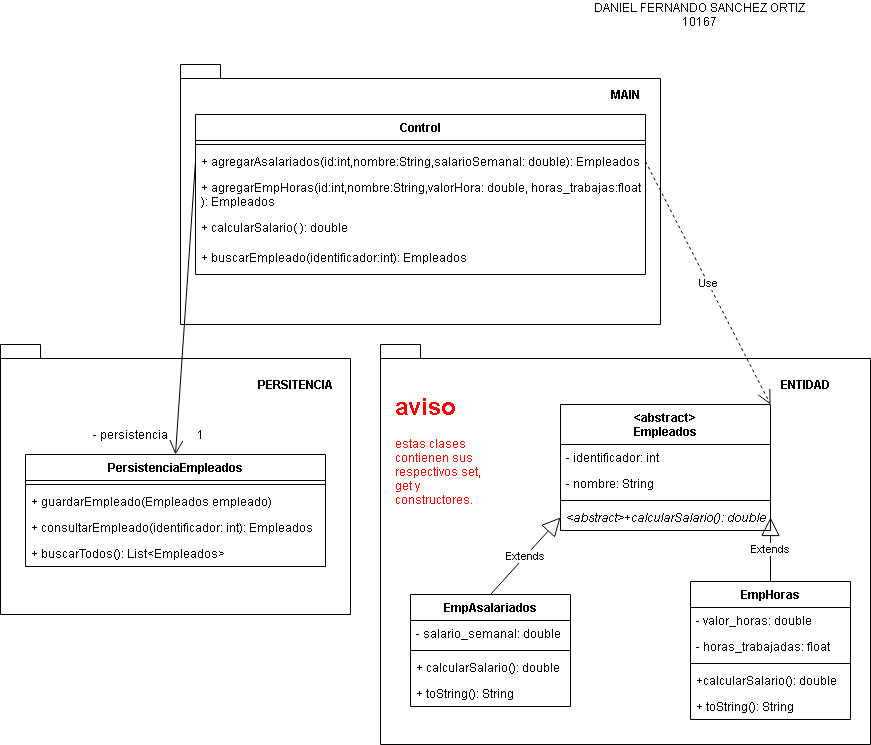 DANIEL FERNANDO SANCHEZ ORTIZ
10167
MAIN
Control
+ agregarAsalariados(id:int,nombre:String,salarioSemanal: double): Empleados
+ agregarEmpHoras(id:int,nombre:String,valorHora: double, horas_trabajas:float
): Empleados
+ calcularSalario( ): double
+ buscarEmpleado(identificador:int): Empleados
Use
PERSITENCIA
- persistencia 1
PersistenciaEmpleados
+ guardarEmpleado(Empleados empleado)
+ consultarEmpleado(identificador: int): Empleados
+ buscarTodos(): List<Empleados>
ENTIDAD
aviso
estas clases
contienen sus
respectivos set,
get y
constructores.
<abstract>
Empleados
- identificador: int
- nombre: String
<abstract>+calcularSalario(): double
Extends
Extends
EmpAsalariados
- salario_semanal: double
+ calcularSalario(): double
+ toString(): String
EmpHoras
- valor_horas: double
- horas_trabajadas: float
+calcularSalario(): double
+ toString(): String